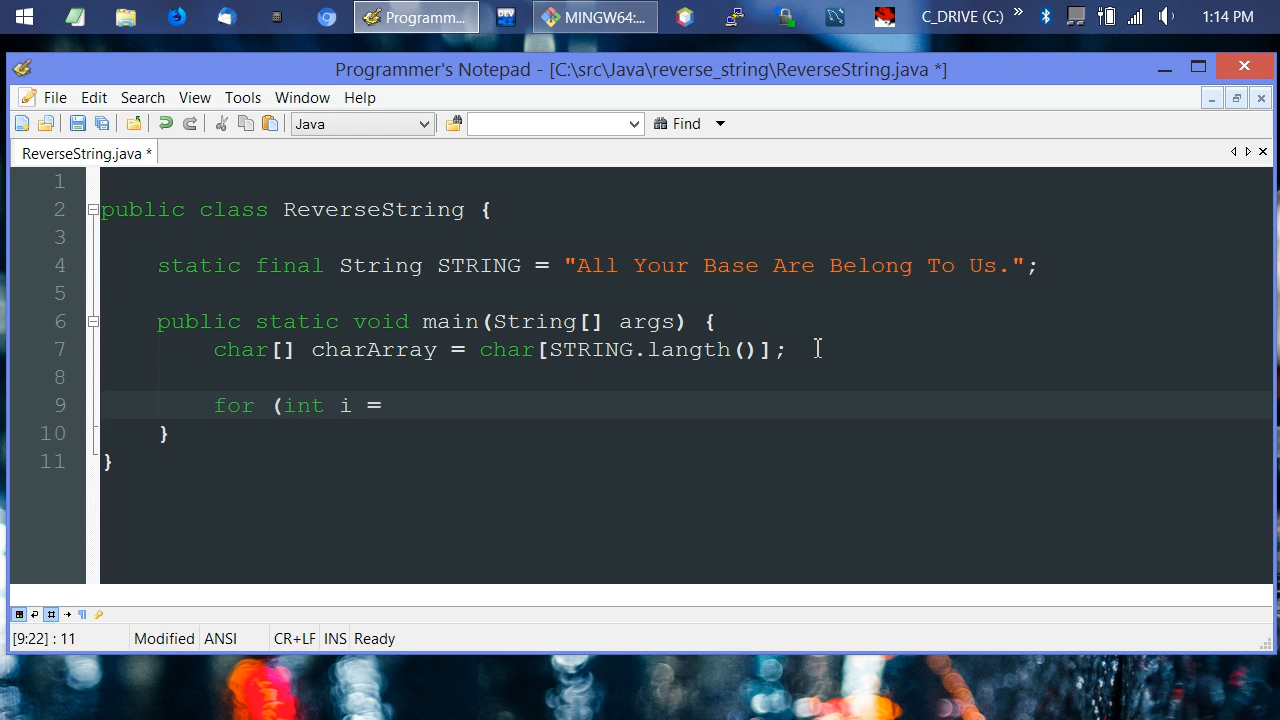 Programm... MINGW64:... C_DRIVE (C:) » 1:14 PM
DEV
Programmer's Notepad - [C:\src\Java\reverse_string\ReverseString.java *]
File Edit Search View Tools Window Help
Java Find
ReverseString.java *
1
2 public class ReverseString {
3
4 static final String STRING = "All Your Base Are Belong To Us.";
5
6 public static void main(String[] args) {
7 char[] charArray = char[STRING.langth()];
8
9 for (int i =
10 }
11 }
[9:22] : 11 Modified ANSI CR+LF INS Ready